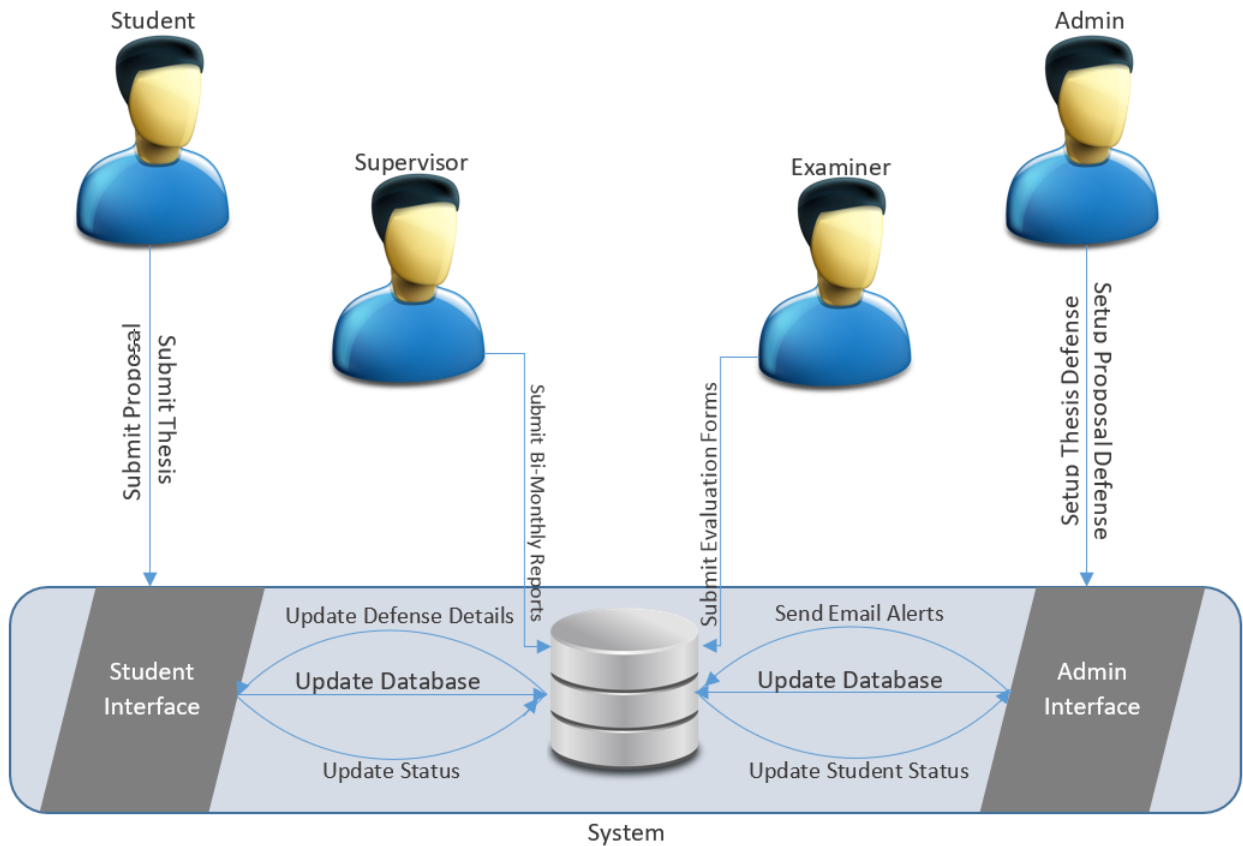 Student
Admin
Supervisor
Examiner
Submit Proposal
Submit Thesis
Submit Bi-Monthly Reports
Submit Evaluation Forms
Setup Thesis Defense
Setup Proposal Defense
Update Defense Details
Send Email Alerts
Student
Interface
Update Database
Update Database
Admin
Interface
Update Status
Update Student Status
System